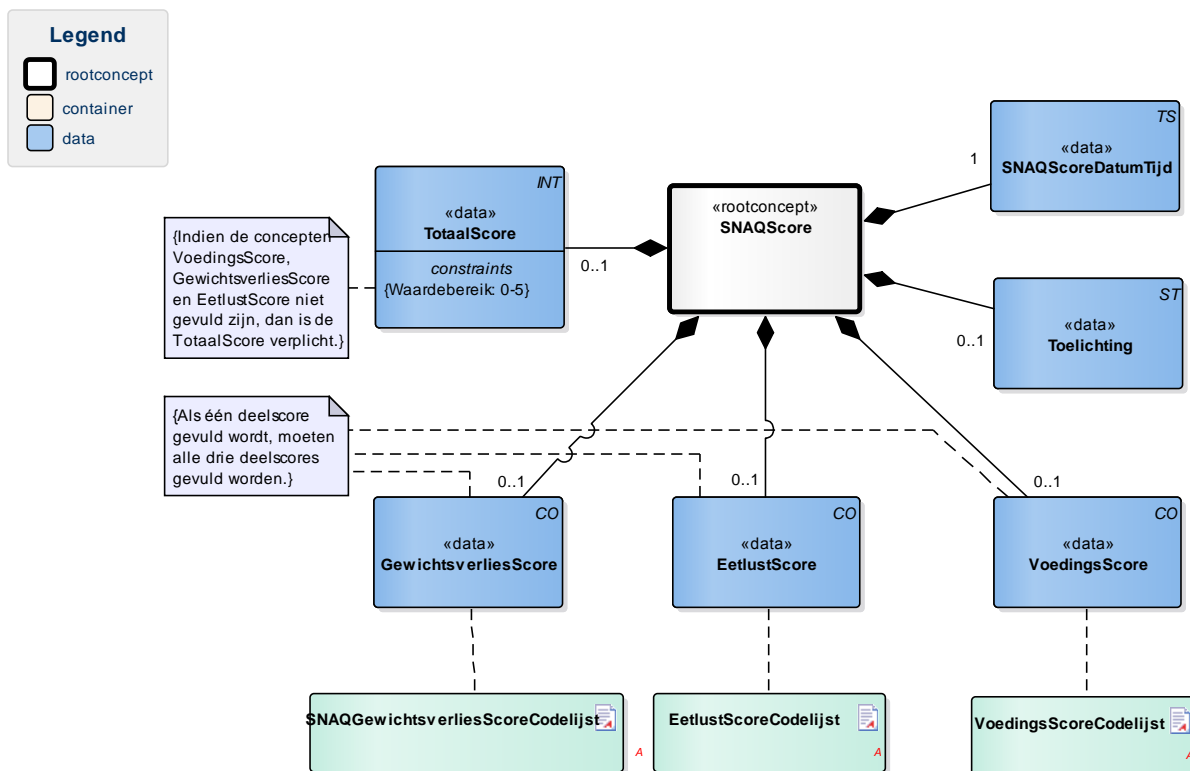 Legend
rootconcept
container
data
TS
«data»
SNAQScoreDatumTijd
1
INT
«data»
TotaalScore
constraints
{Waardebereik: 0-5}
0..1
«rootconcept»
SNAQScore
{Indien de concepten
VoedingsScore,
GewichtsverliesScore
en EetlustScore niet
gevuld zijn, dan is de
TotaalScore verplicht.}
ST
«data»
Toelichting
0..1
{Als één deelscore
gevuld wordt, moeten
alle drie deelscores
gevuld worden.}
0..1
0..1
0..1
CO
«data»
GewichtsverliesScore
CO
«data»
EetlustScore
CO
«data»
VoedingsScore
SNAQGewichtsverliesScoreCodelijst
A
EetlustScoreCodelijst
A
VoedingsScoreCodelijst
A